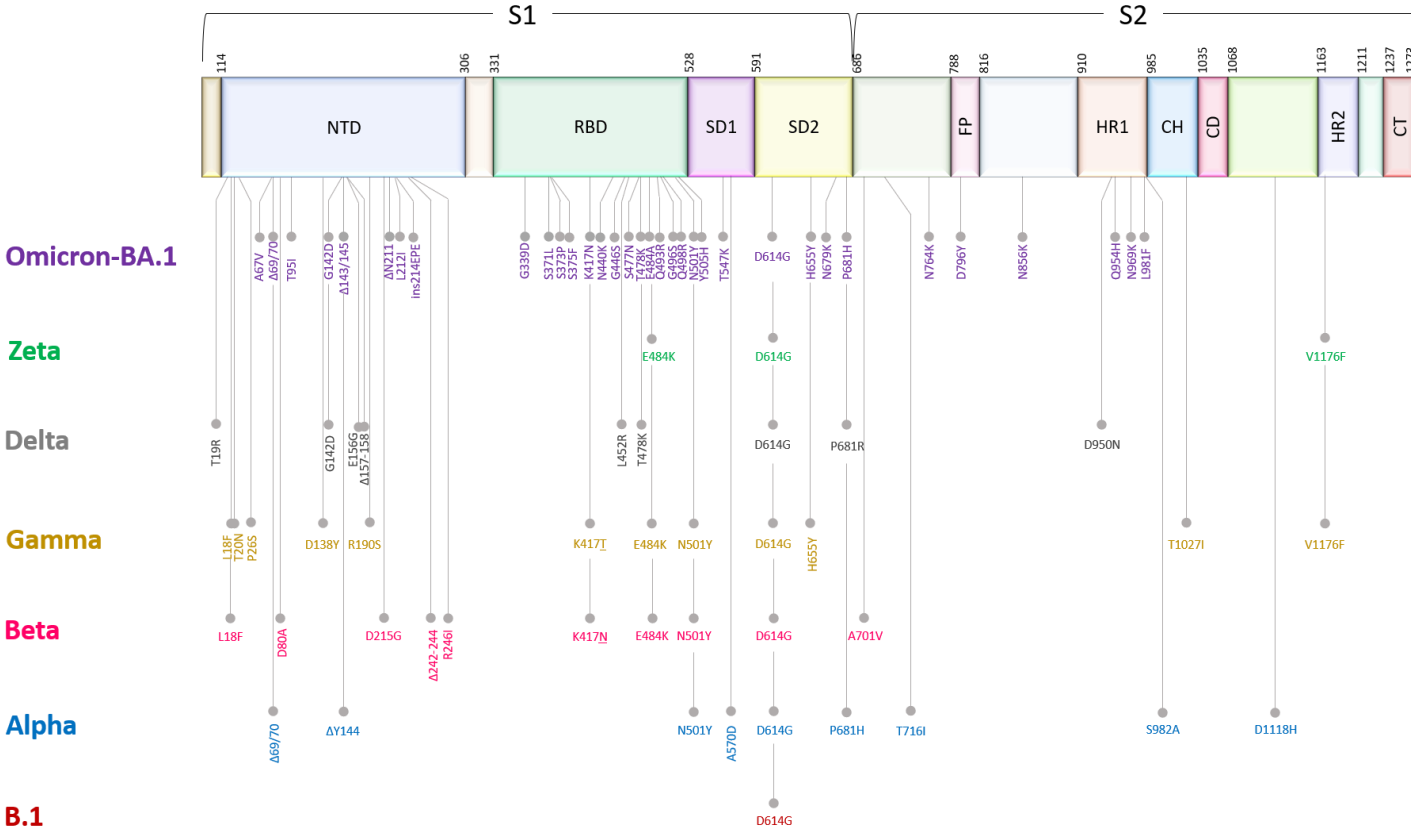 S1 S2
114 306 331 528 591 686 788 816 910 985 1035 1068 1163 1211 1237 1273
NTD RBD SD1 SD2 FP HR1 CH CD HR2 CT
Omicron-BA.1
A67V Δ69/70 T95I G142D Δ143/145 ΔN211 L212I ins214EPE G339D S371L S373P S375F K417N N440K G446S S477N T478K E484A Q493R G496S Q498R N501Y Y505H T547K D614G H655Y N679K P681H N764K D796Y N856K Q954H N969K L981F
Zeta
E484K D614G V1176F
Delta
T19R G142D E156G Δ157-158 L452R T478K D614G P681R D950N
Gamma
L18F T20N P26S D138Y R190S K417T E484K N501Y D614G H655Y T1027I V1176F
Beta
L18F D80A D215G Δ242-244 R246I K417N E484K N501Y D614G A701V
Alpha
Δ69/70 ΔY144 N501Y A570D D614G P681H T716I S982A D1118H
B.1
D614G